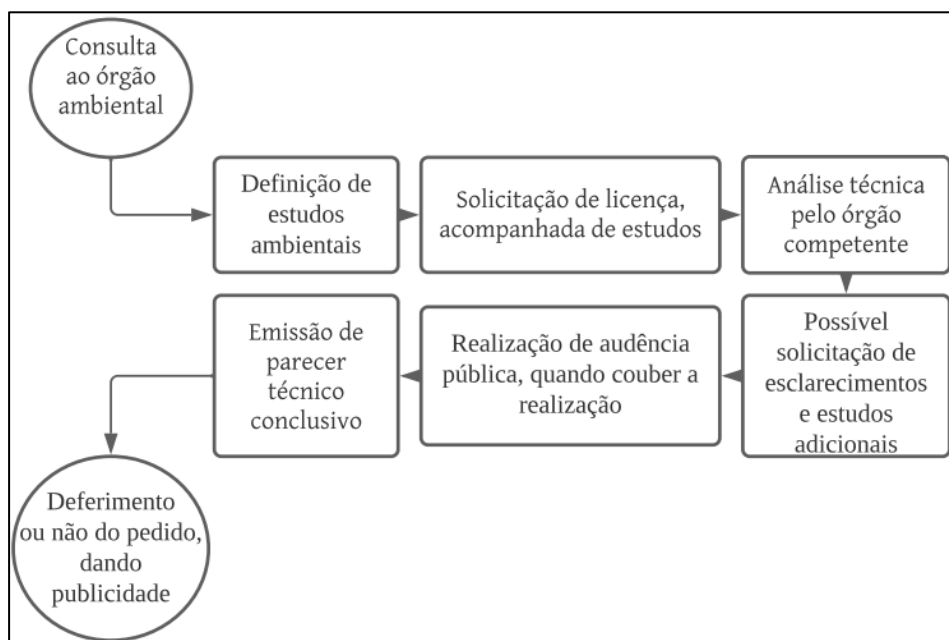 Consulta
ao órgão
ambiental
Definição de
estudos
ambientais
Solicitação de licença,
acompanhada de estudos
Análise técnica
pelo órgão
competente
Possível
solicitação de
esclarecimentos
e estudos
adicionais
Realização de audência
pública, quando couber a
realização
Emissão de
parecer
técnico
conclusivo
Deferimento
ou não do pedido,
dando
publicidade